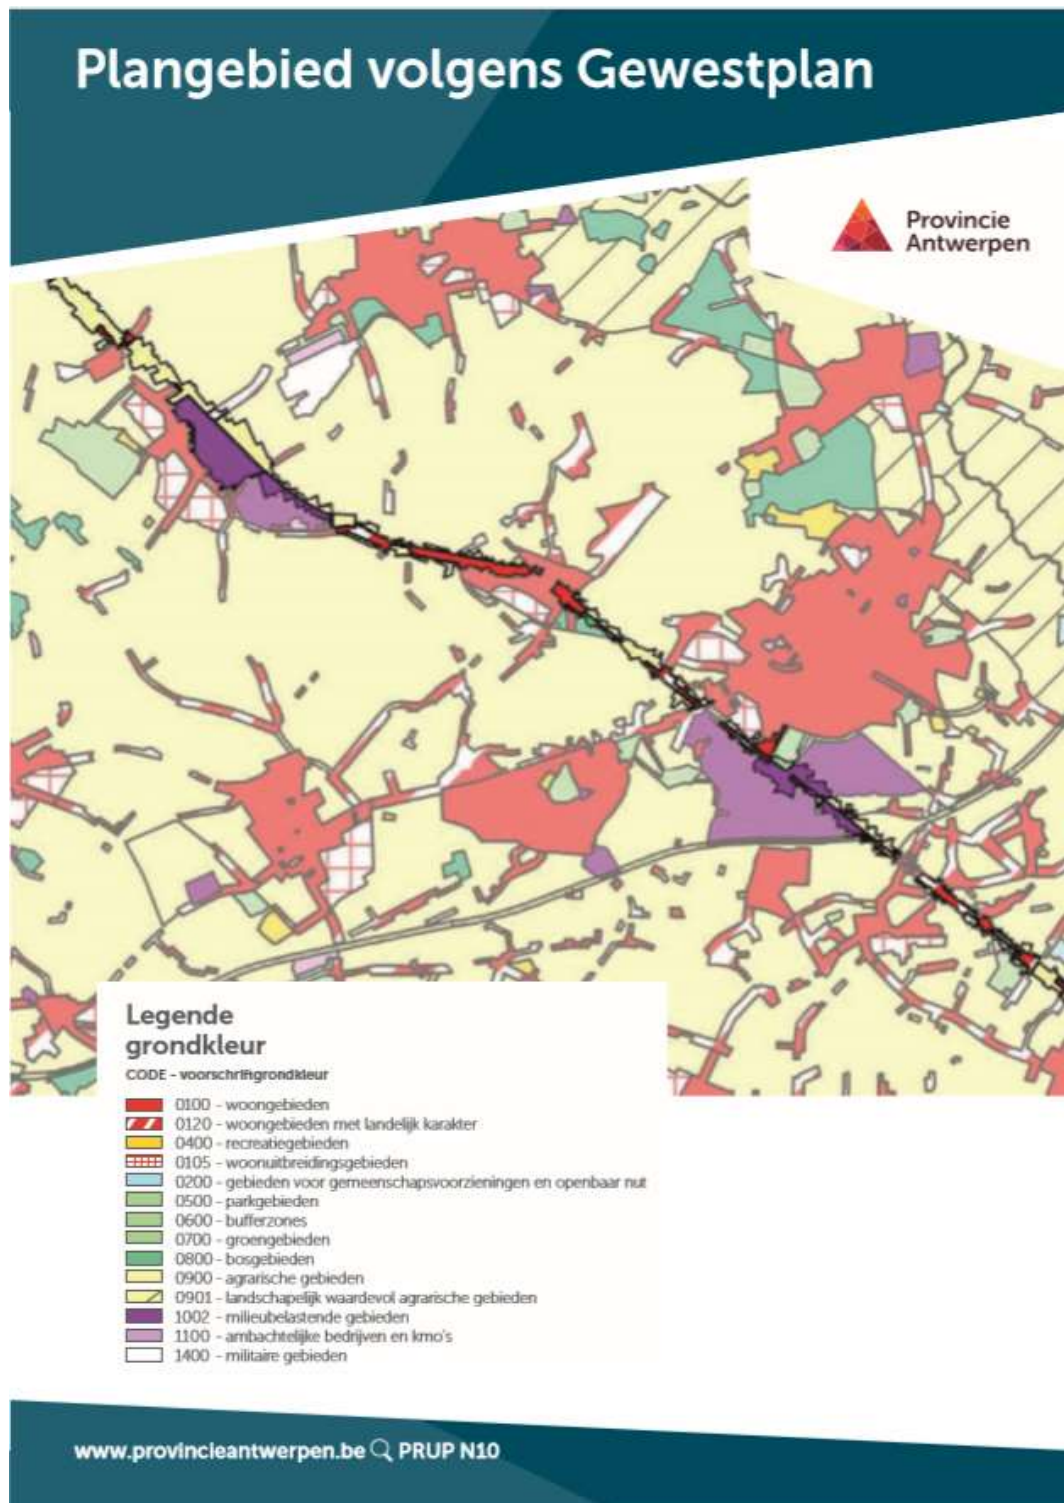 Plangebied volgens Gewestplan
Provincie
Antwerpen
Legende
grondkleur
CODE - voorschriftgrondkleur
0100 - woongebieden
0120 - woongebieden met landelijk karakter
0400 - recreatiegebieden
0105 - woonuitbreidingsgebieden
0200 - gebieden voor gemeenschapsvoorzieningen en openbaar nut
0500 - parkgebieden
0600 - bufferzones
0700 - groengebieden
0800 - bosgebieden
0900 - agrarische gebieden
0901 - landschapelijk waardevol agrarische gebieden
1002 - milieubelastende gebieden
1100 - ambachtelijke bedrijven en kmo's
1400 - militaire gebieden
www.provincieantwerpen.be PRUP N10